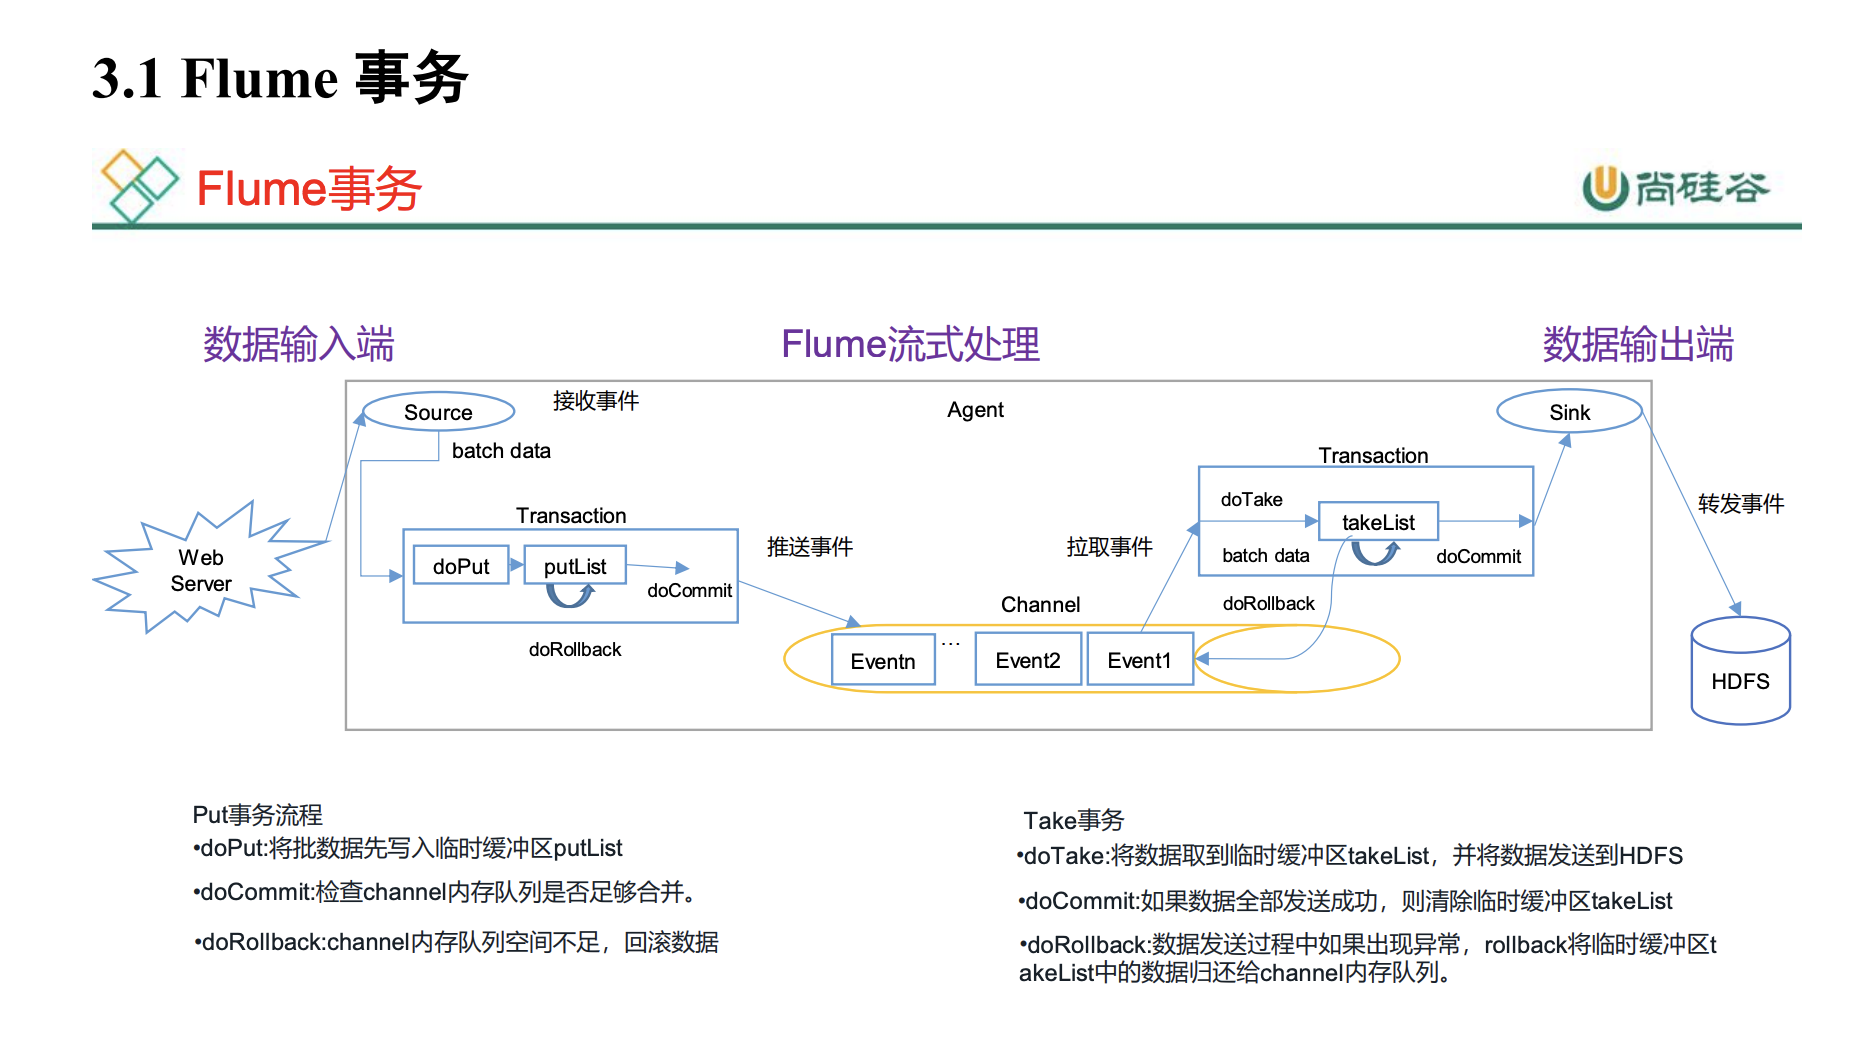 3.1 Flume 事务
Flume事务
尚硅谷
数据输入端
Flume流式处理
数据输出端
Source
接收事件
Agent
Sink
batch data
Transaction
Transaction
doTake
takeList
转发事件
Web
Server
doPut
putList
doCommit
推送事件
拉取事件
batch data
doCommit
doRollback
Channel
doRollback
Eventn
...
Event2
Event1
HDFS
Put事务流程
•doPut:将批数据先写入临时缓冲区putList
•doCommit:检查channel内存队列是否足够合并。
•doRollback:channel内存队列空间不足，回滚数据
Take事务
•doTake:将数据取到临时缓冲区takeList，并将数据发送到HDFS
•doCommit:如果数据全部发送成功，则清除临时缓冲区takeList
•doRollback:数据发送过程中如果出现异常，rollback将临时缓冲区t
akeList中的数据归还给channel内存队列。